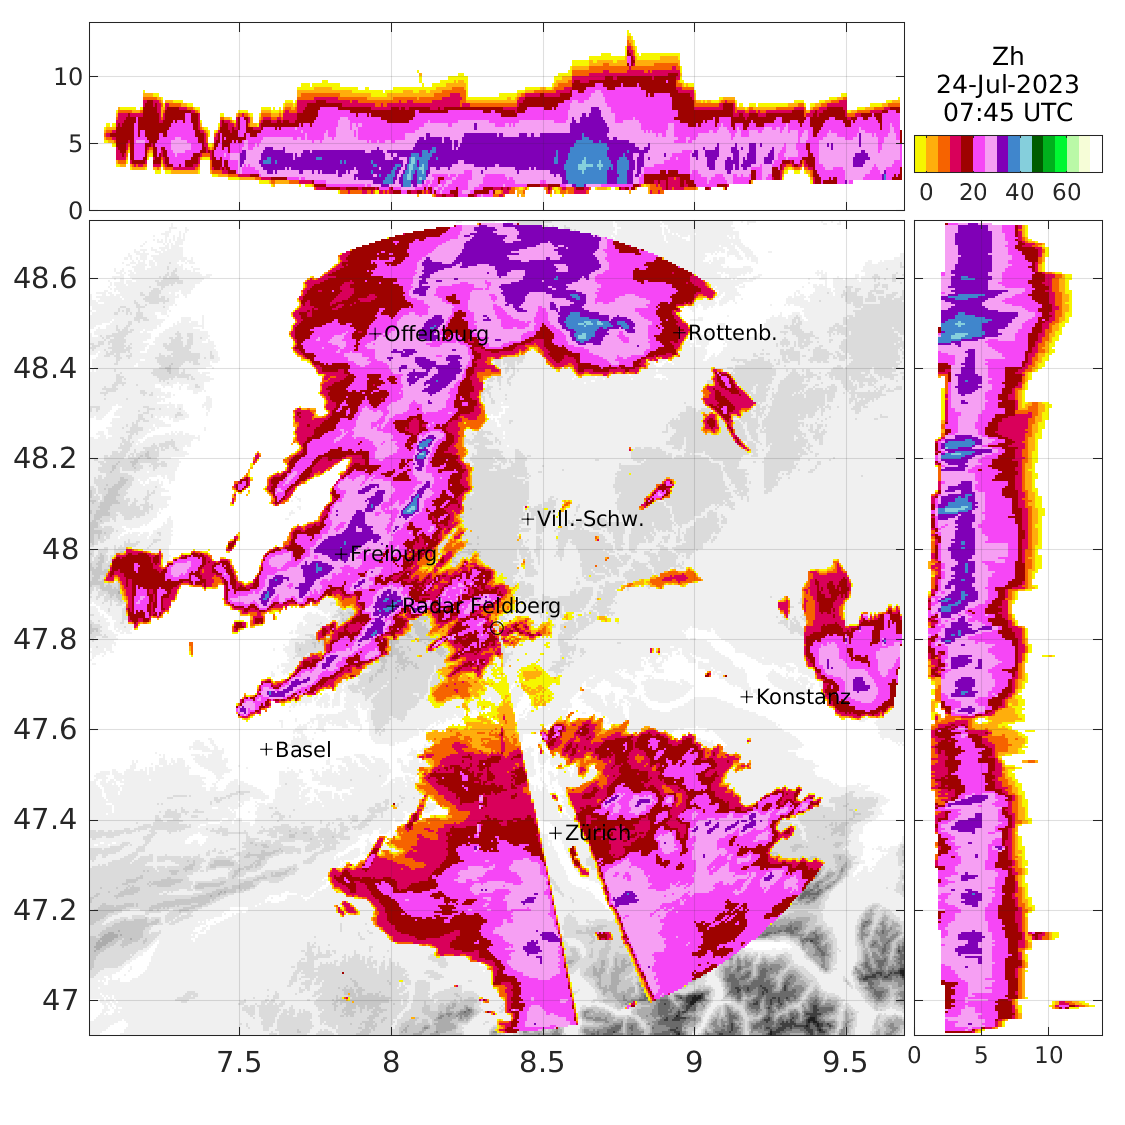 10
5
0
Zh
24-Jul-2023
07:45 UTC
0 20 40 60
48.6
48.4
48.2
48
47.8
47.6
47.4
47.2
47
+Offenburg
+Rottenb.
+Vill.-Schw.
+Freiburg
+Radar Feldberg
+Konstanz
+Basel
+Zürich
7.5 8 8.5 9 9.5
0 5 10